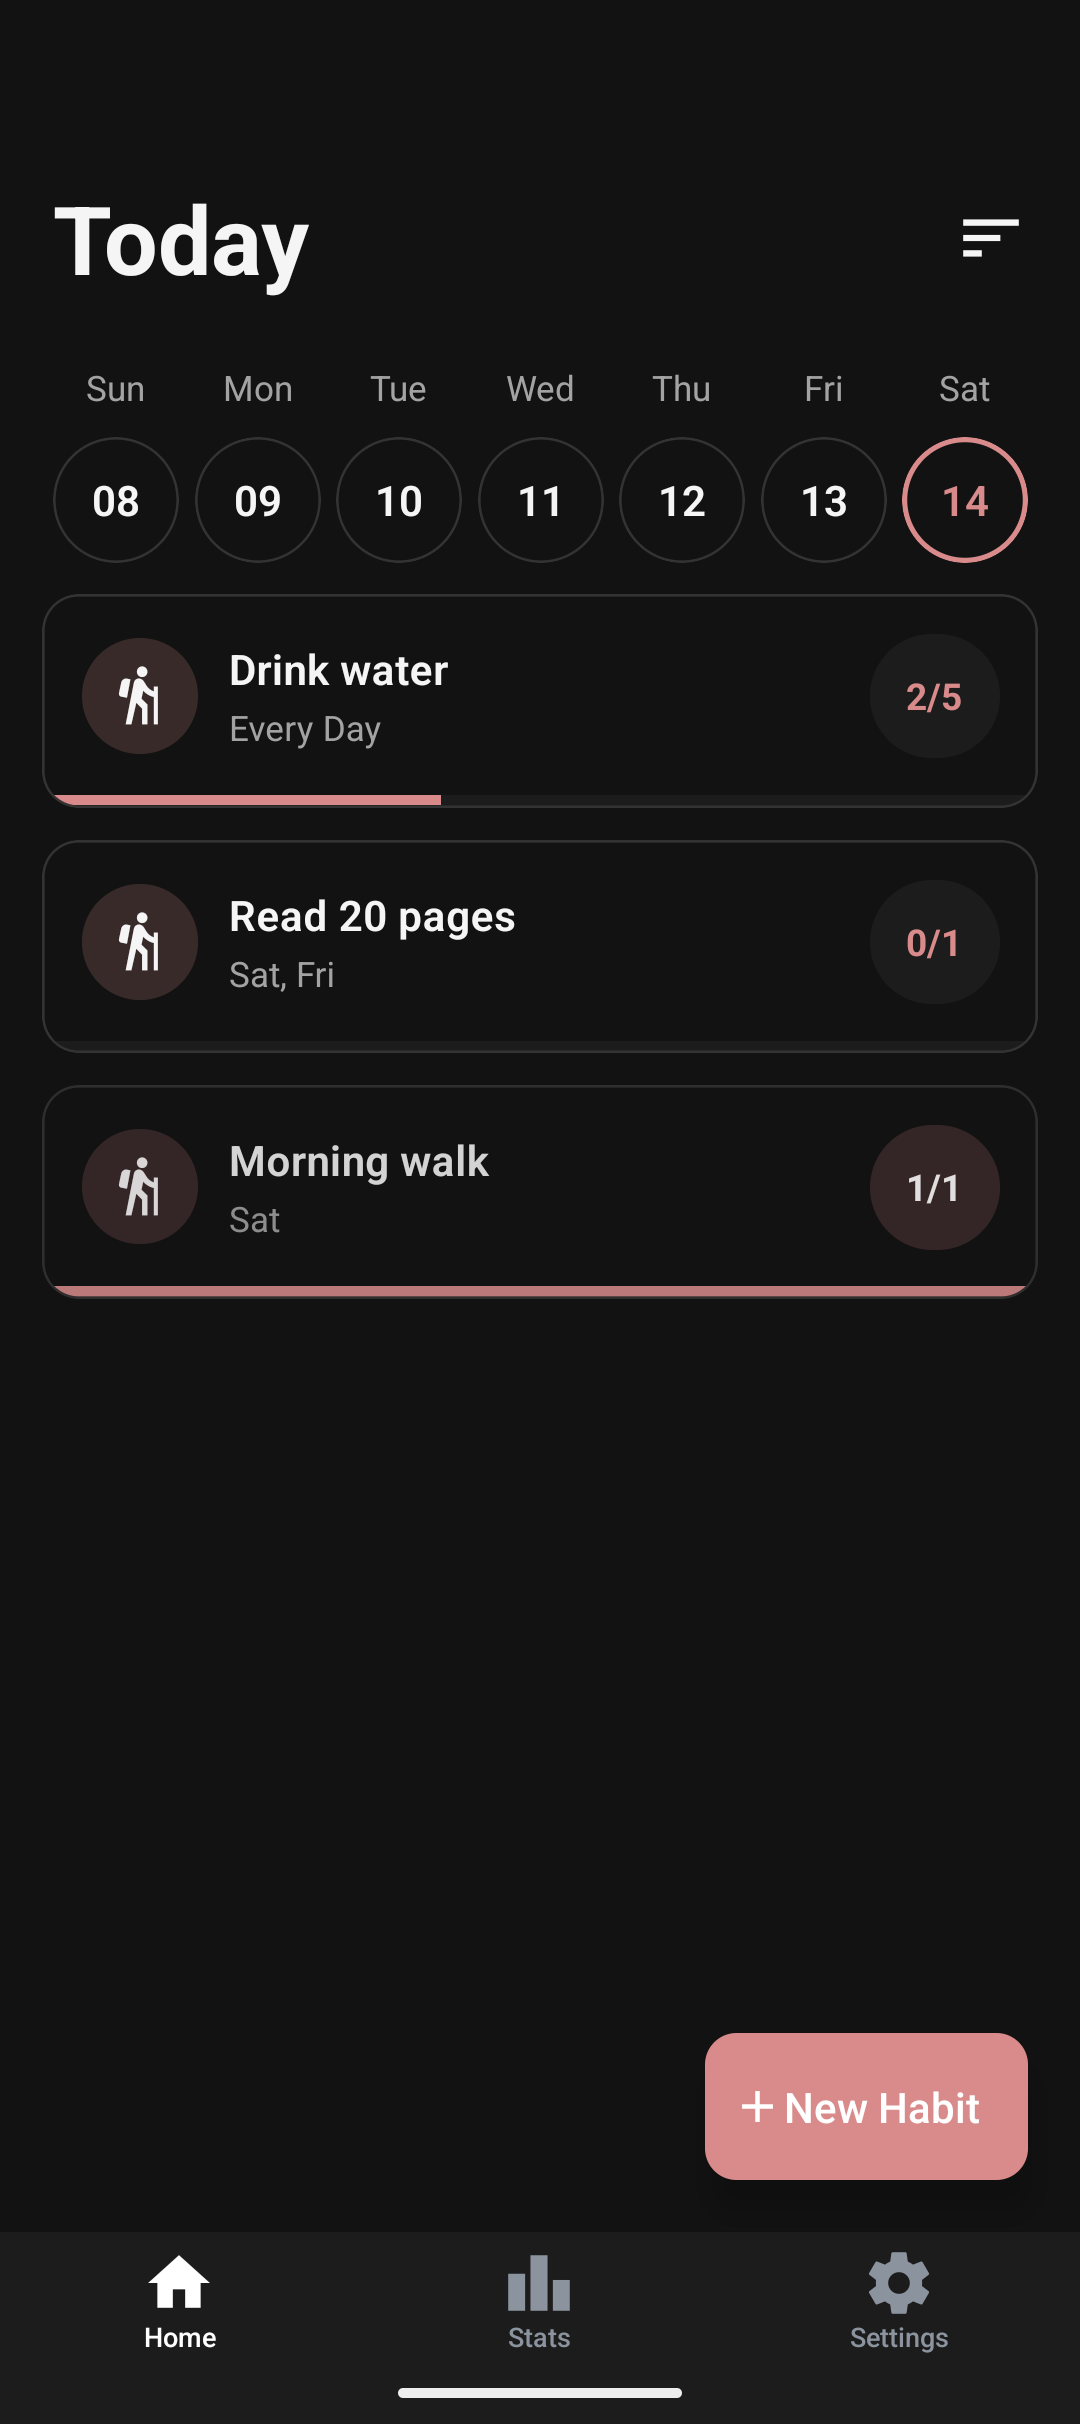 Today
Sun Mon Tue Wed Thu Fri Sat
08 09 10 11 12 13 14
Drink water
Every Day
2/5
Read 20 pages
Sat, Fri
0/1
Morning walk
Sat
1/1
+ New Habit
Home Stats Settings